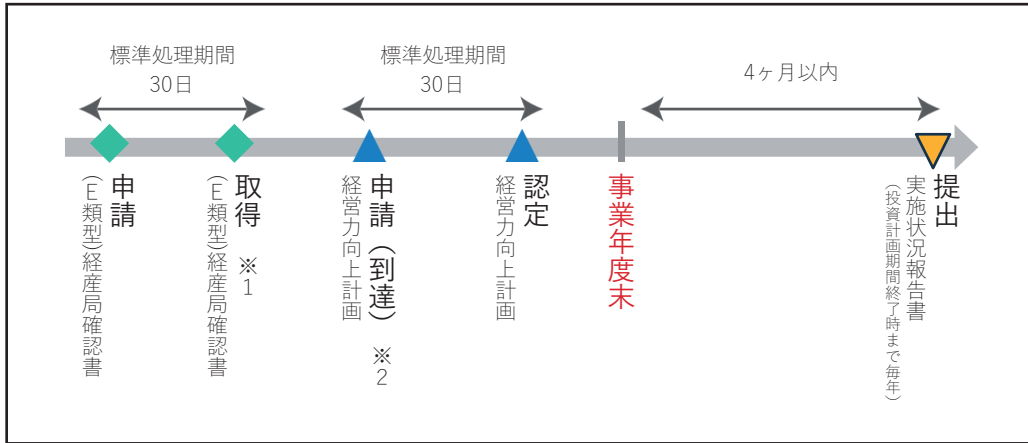 標準処理期間
30日
標準処理期間
30日
4ヶ月以内
申請
(E類型)経産局確認書
取得 ※1
(E類型)経産局確認書
申請(到達) ※2
経営力向上計画
認定
経営力向上計画
事業年度末
提出
実施状況報告書
(投資計画期間終了時まで毎年)